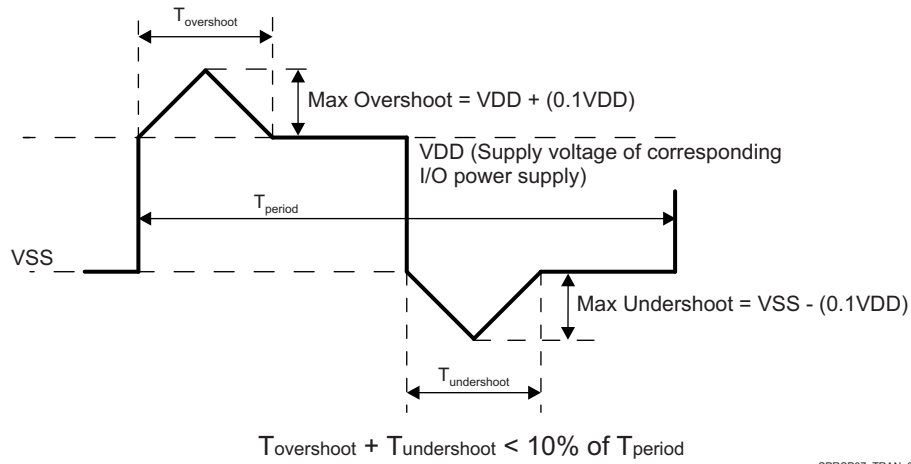 Tovershoot
Max Overshoot = VDD + (0.1VDD)
VDD (Supply voltage of corresponding
I/O power supply)
Tperiod
VSS
Max Undershoot = VSS - (0.1VDD)
Tundershoot
Tovershoot + Tundershoot < 10% of Tperiod